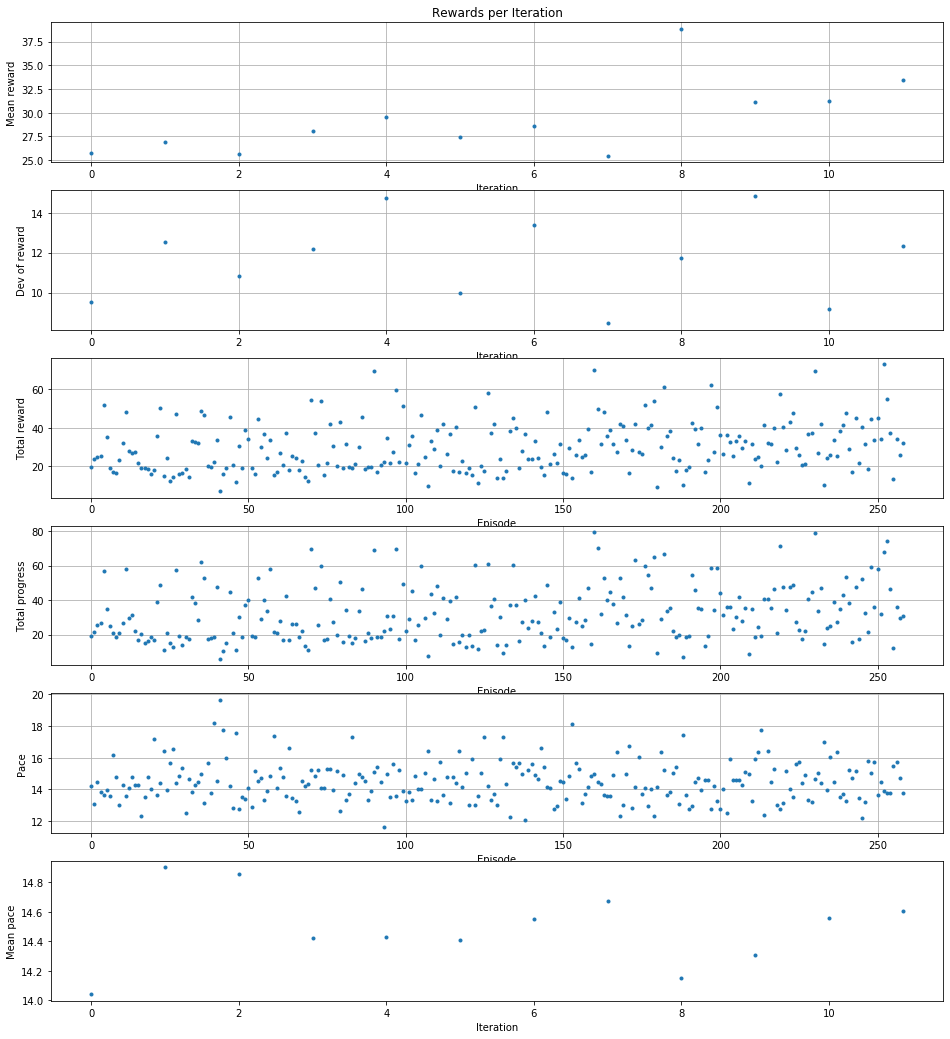 Rewards per Iteration
Mean reward
37.5
35.0
32.5
30.0
27.5
25.0
0 2 4 6 8 10
Iteration
Dev of reward
14
12
10
0 2 4 6 8 10
Iteration
Total reward
60
40
20
0 50 100 150 200 250
Episode
Total progress
80
60
40
20
0 50 100 150 200 250
Episode
Pace
20
18
16
14
12
0 50 100 150 200 250
Episode
Mean pace
14.8
14.6
14.4
14.2
14.0
0 2 4 6 8 10
Iteration